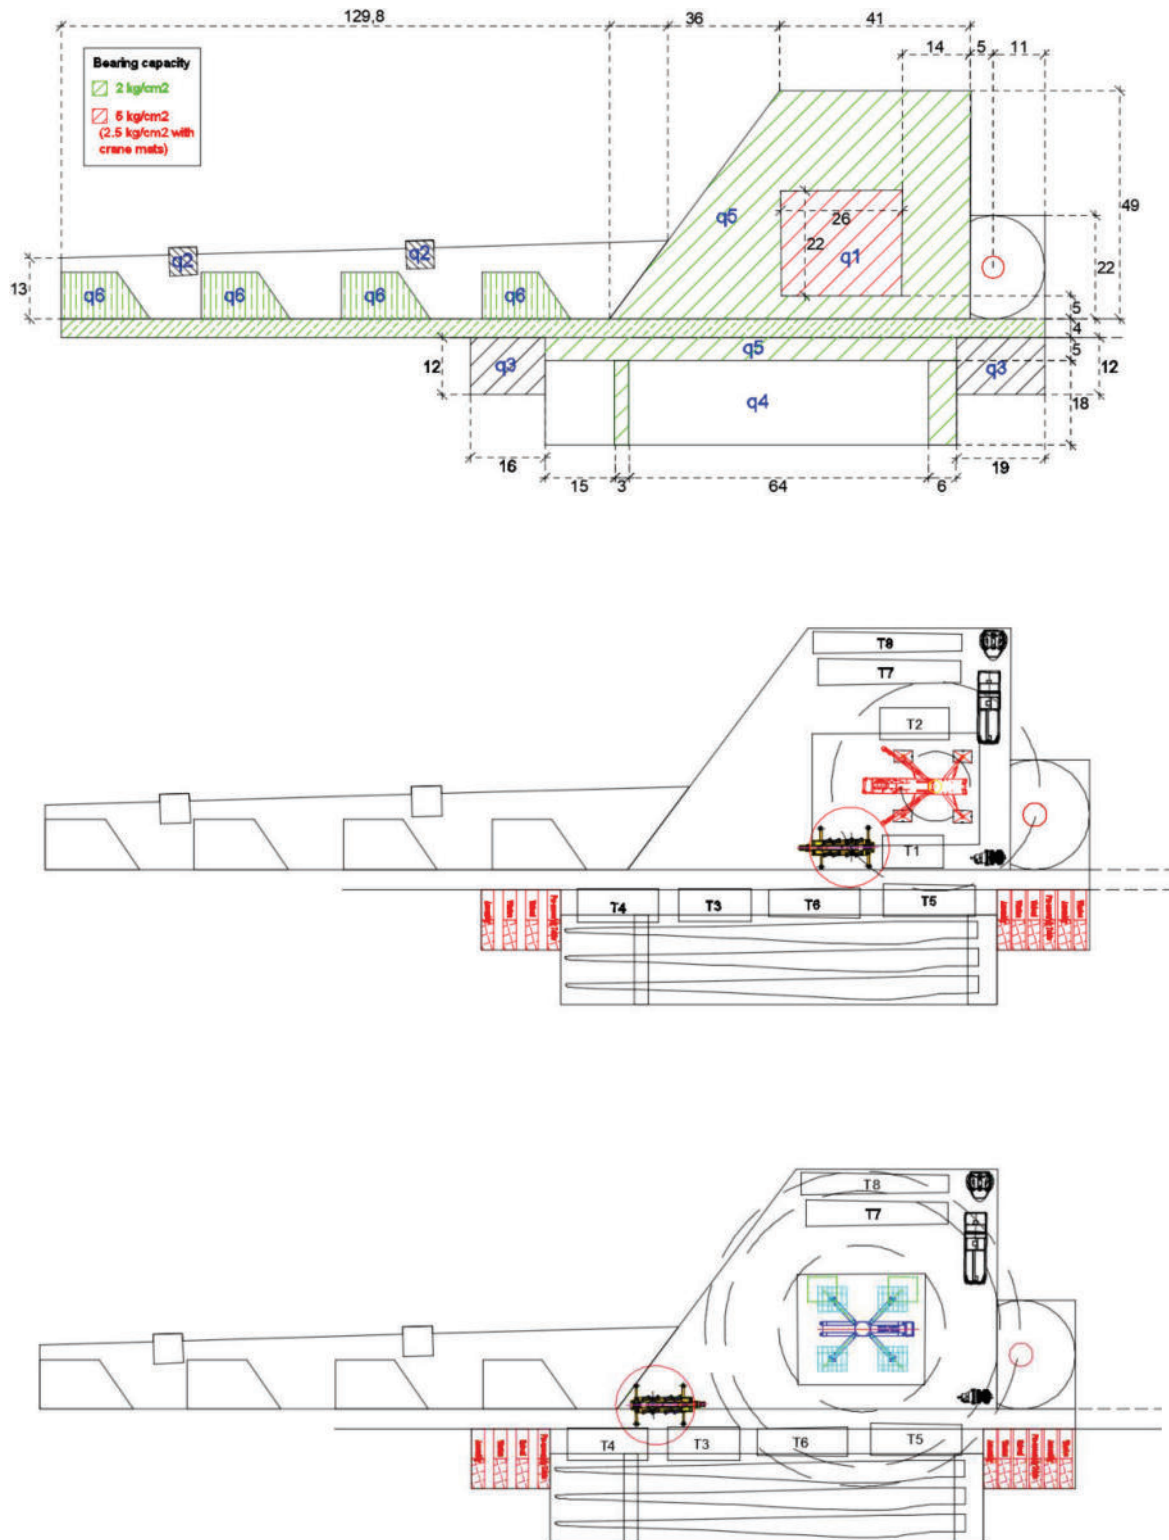 129,8
36
41
14
5
11
Bearing capacity
2 kg/cm2
5 kg/cm2
(2.5 kg/cm2 with
crane mats)
q5
49
26
22
q1
q2
q2
22
13
q6
q6
q6
q6
5
4
q5
5
12
q3
q3
12
q4
18
16
19
15
3
64
6
T8
T7
T2
T1
T4
T3
T6
T5
T8
T7
T4
T3
T6
T5